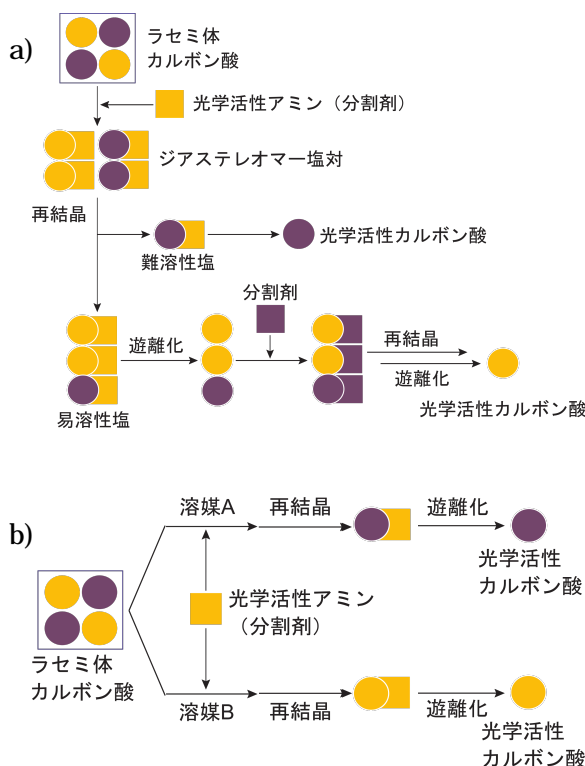 a)
ラセミ体
カルボン酸
光学活性アミン（分割剤）
ジアステレオマー塩対
再結晶
光学活性カルボン酸
難溶性塩
分割剤
遊離化
再結晶
遊離化
易溶性塩
光学活性カルボン酸
b)
溶媒A
再結晶
遊離化
光学活性
カルボン酸
光学活性アミン
（分割剤）
ラセミ体
カルボン酸
溶媒B
再結晶
遊離化
光学活性
カルボン酸